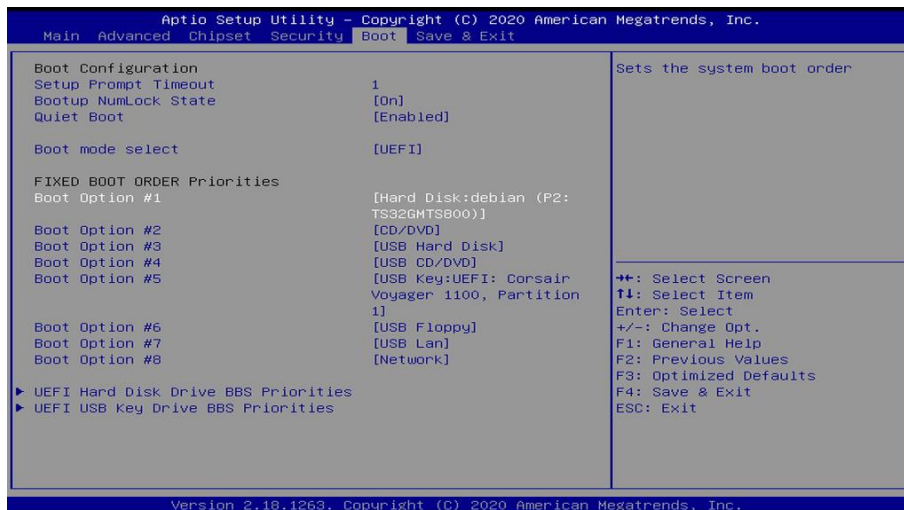 Aptio Setup Utility – Copyright (C) 2020 American Megatrends, Inc.
Main Advanced Chipset Security Boot Save & Exit
Boot Configuration
Setup Prompt Timeout 1
Bootup NumLock State [On]
Quiet Boot [Enabled]
Boot mode select [UEFI]
FIXED BOOT ORDER Priorities
Boot Option #1 [Hard Disk:debian (P2:
TS32GMTS800)]
Boot Option #2 [CD/DVD]
Boot Option #3 [USB Hard Disk]
Boot Option #4 [USB CD/DVD]
Boot Option #5 [USB Key:UEFI: Corsair
Voyager 1100, Partition
1]
Boot Option #6 [USB Floppy]
Boot Option #7 [USB Lan]
Boot Option #8 [Network]
▶ UEFI Hard Disk Drive BBS Priorities
▶ UEFI USB Key Drive BBS Priorities
Sets the system boot order
→←: Select Screen
↑↓: Select Item
Enter: Select
+/-: Change Opt.
F1: General Help
F2: Previous Values
F3: Optimized Defaults
F4: Save & Exit
ESC: Exit
Version 2.18.1263. Copyright (C) 2020 American Megatrends, Inc.